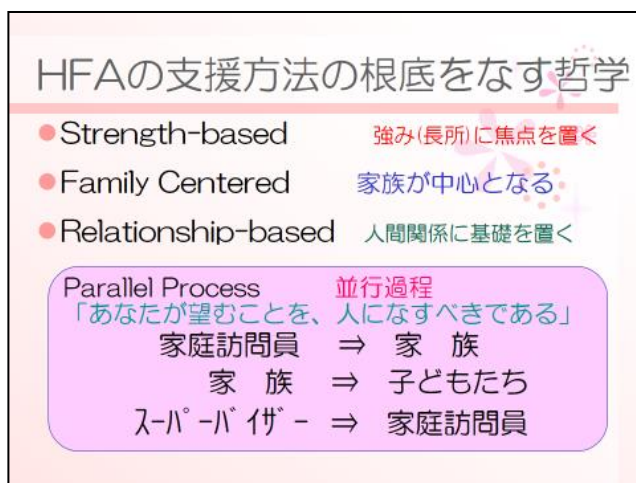 HFAの支援方法の根底をなす哲学
●Strength-based 強み(長所)に焦点を置く
●Family Centered 家族が中心となる
●Relationship-based 人間関係に基礎を置く
Parallel Process 並行過程
「あなたが望むことを、人になすべきである」
家庭訪問員 ⇒ 家 族
家 族 ⇒ 子どもたち
ｽｰﾊﾟｰﾊﾞｲｻﾞｰ ⇒ 家庭訪問員